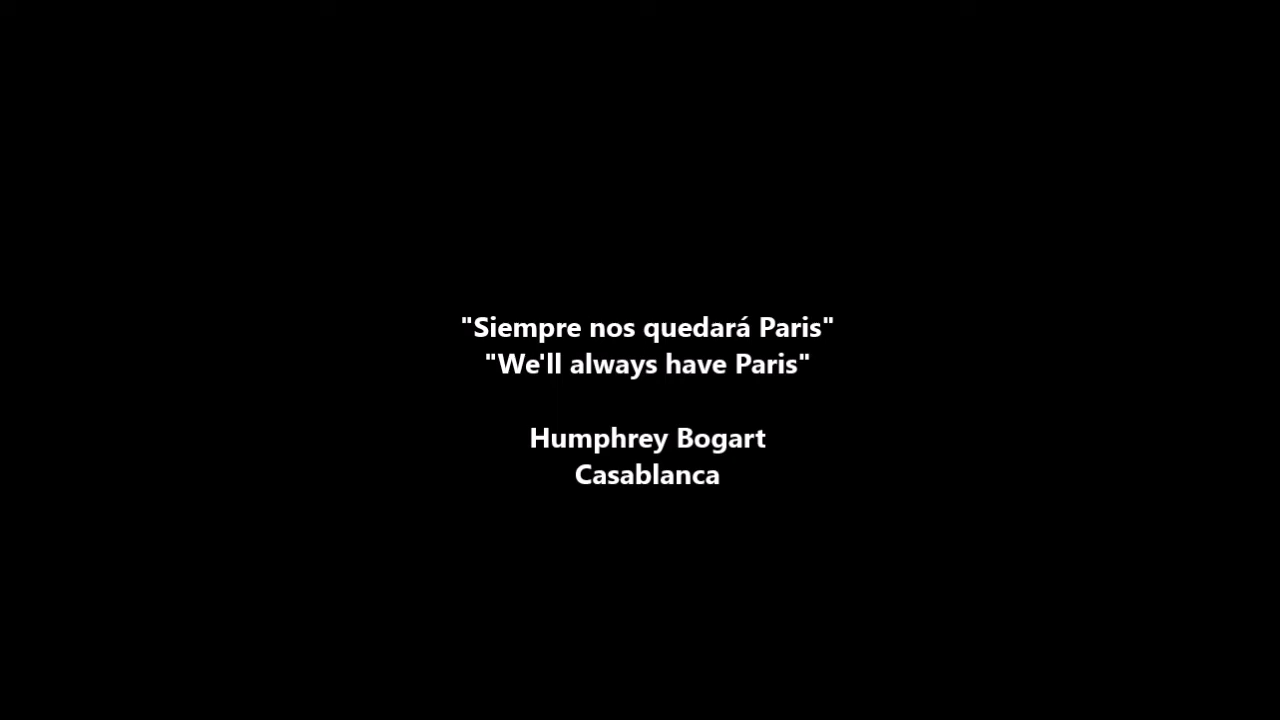 "Siempre nos quedará Paris"
"We'll always have Paris"
Humphrey Bogart
Casablanca